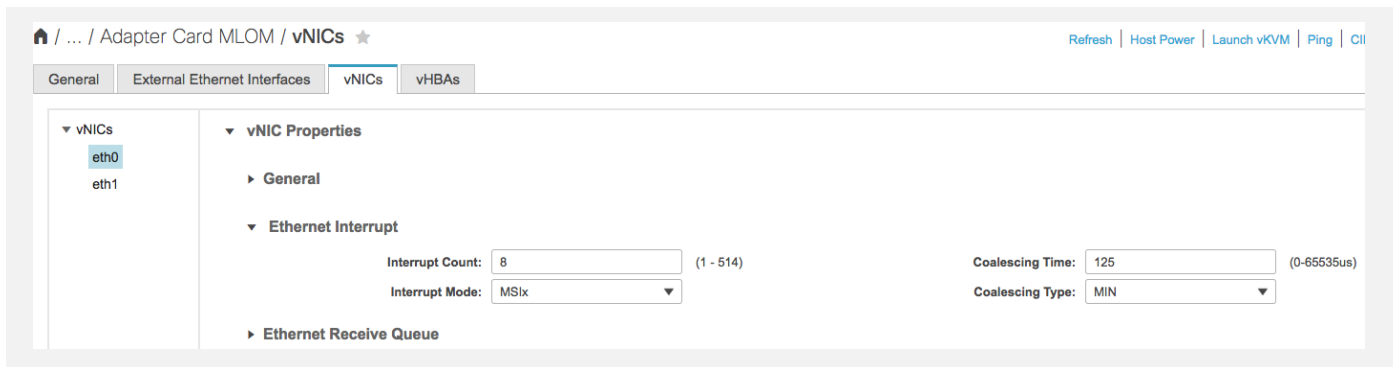 / ... / Adapter Card MLOM / vNICs
Refresh | Host Power | Launch vKVM | Ping | CI
General External Ethernet Interfaces vNICs vHBAs
vNICs
eth0
eth1
vNIC Properties
General
Ethernet Interrupt
Interrupt Count: 8 (1 - 514)
Coalescing Time: 125 (0-65535us)
Interrupt Mode: MSIx
Coalescing Type: MIN
Ethernet Receive Queue